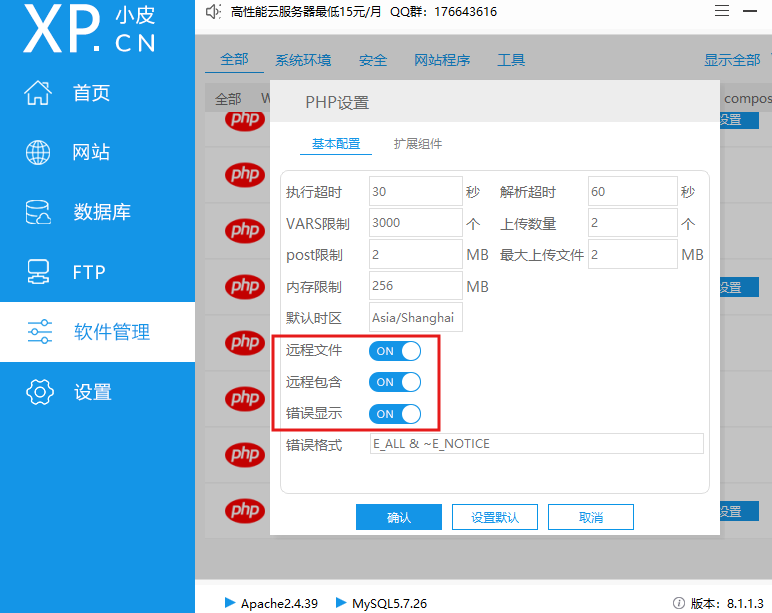 XP.CN 小皮
高性能云服务器最低15元/月 QQ群：176643616
首页
网站
数据库
FTP
软件管理
设置
全部 系统环境 安全 网站程序 工具 显示全部
全部 W compos
php 设置
php
php
php 设置
php
php
php
php 设置
PHP设置
基本配置 扩展组件
执行超时 30 秒 解析超时 60 秒
VARS限制 3000 个 上传数量 2 个
post限制 2 MB 最大上传文件 2 MB
内存限制 256 MB
默认时区 Asia/Shanghai
远程文件 ON
远程包含 ON
错误显示 ON
错误格式 E_ALL & ~E_NOTICE
确认 设置默认 取消
Apache2.4.39 MySQL5.7.26 版本：8.1.1.3